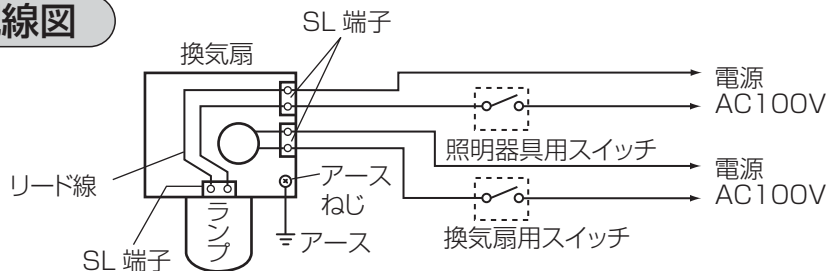 線図
SL 端子
換気扇
電源
AC100V
照明器具用スイッチ
電源
AC100V
リード線
アース
ねじ
ランプ
アース
換気扇用スイッチ
SL 端子